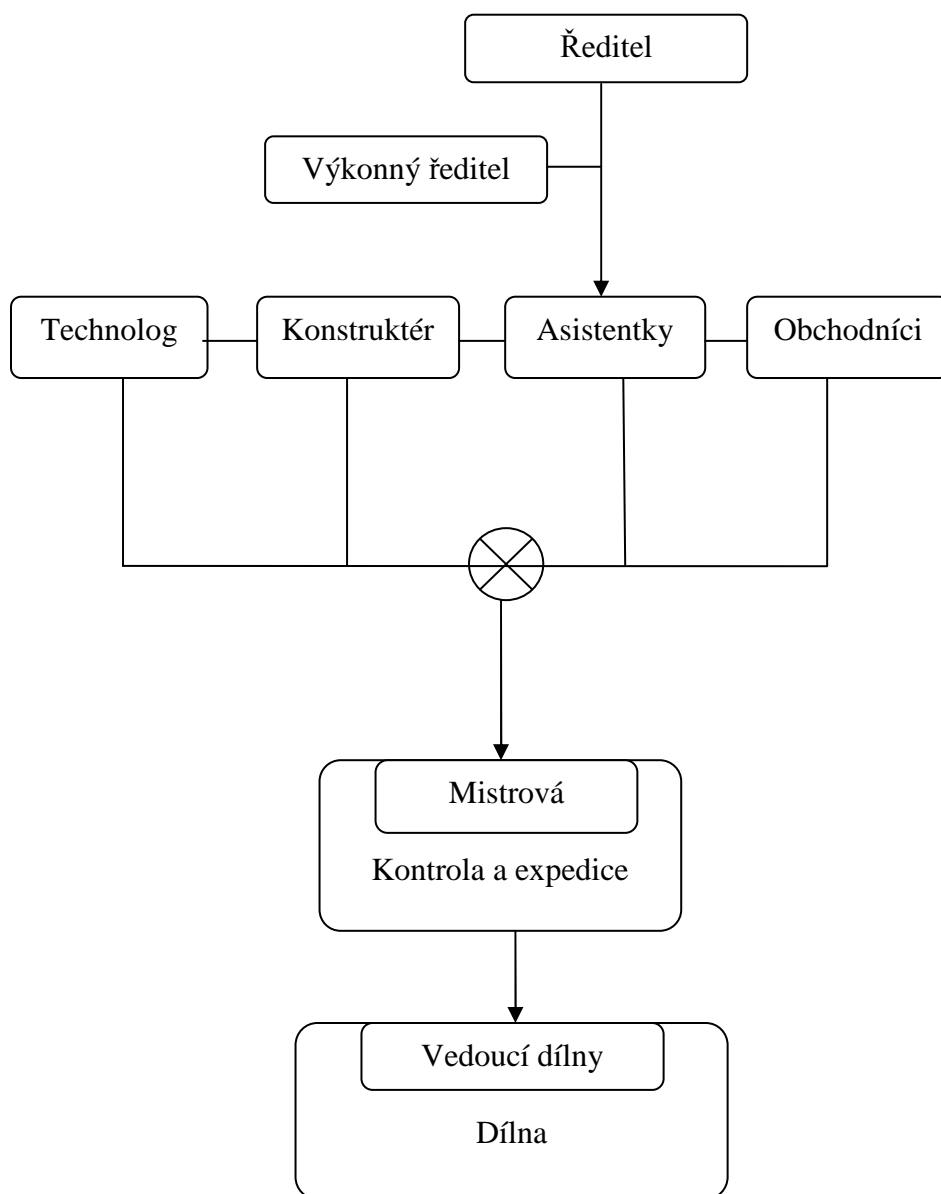 Ředitel
Výkonný ředitel
Technolog
Konstruktér
Asistentky
Obchodníci
Mistrová
Kontrola a expedice
Vedoucí dílny
Dílna